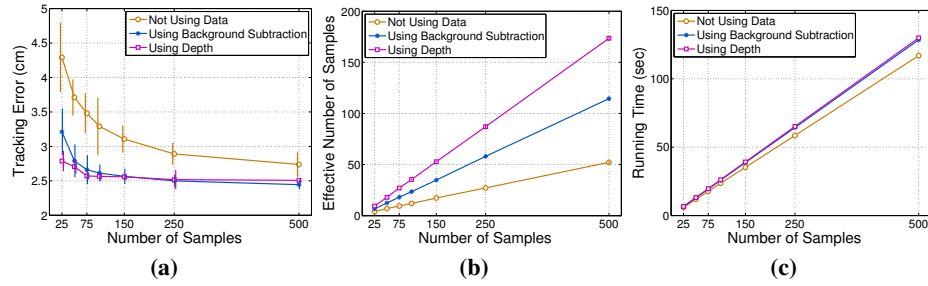 5
4.5
4
3.5
3
2.5
2
Tracking Error (cm)
Not Using Data
Using Background Subtraction
Using Depth
25 75 150 250 500
Number of Samples
(a)
200
150
100
50
0
Effective Number of Samples
Not Using Data
Using Background Subtraction
Using Depth
25 75 150 250 500
Number of Samples
(b)
150
100
50
0
Running Time (sec)
Not Using Data
Using Background Subtraction
Using Depth
25 75 150 250 500
Number of Samples
(c)